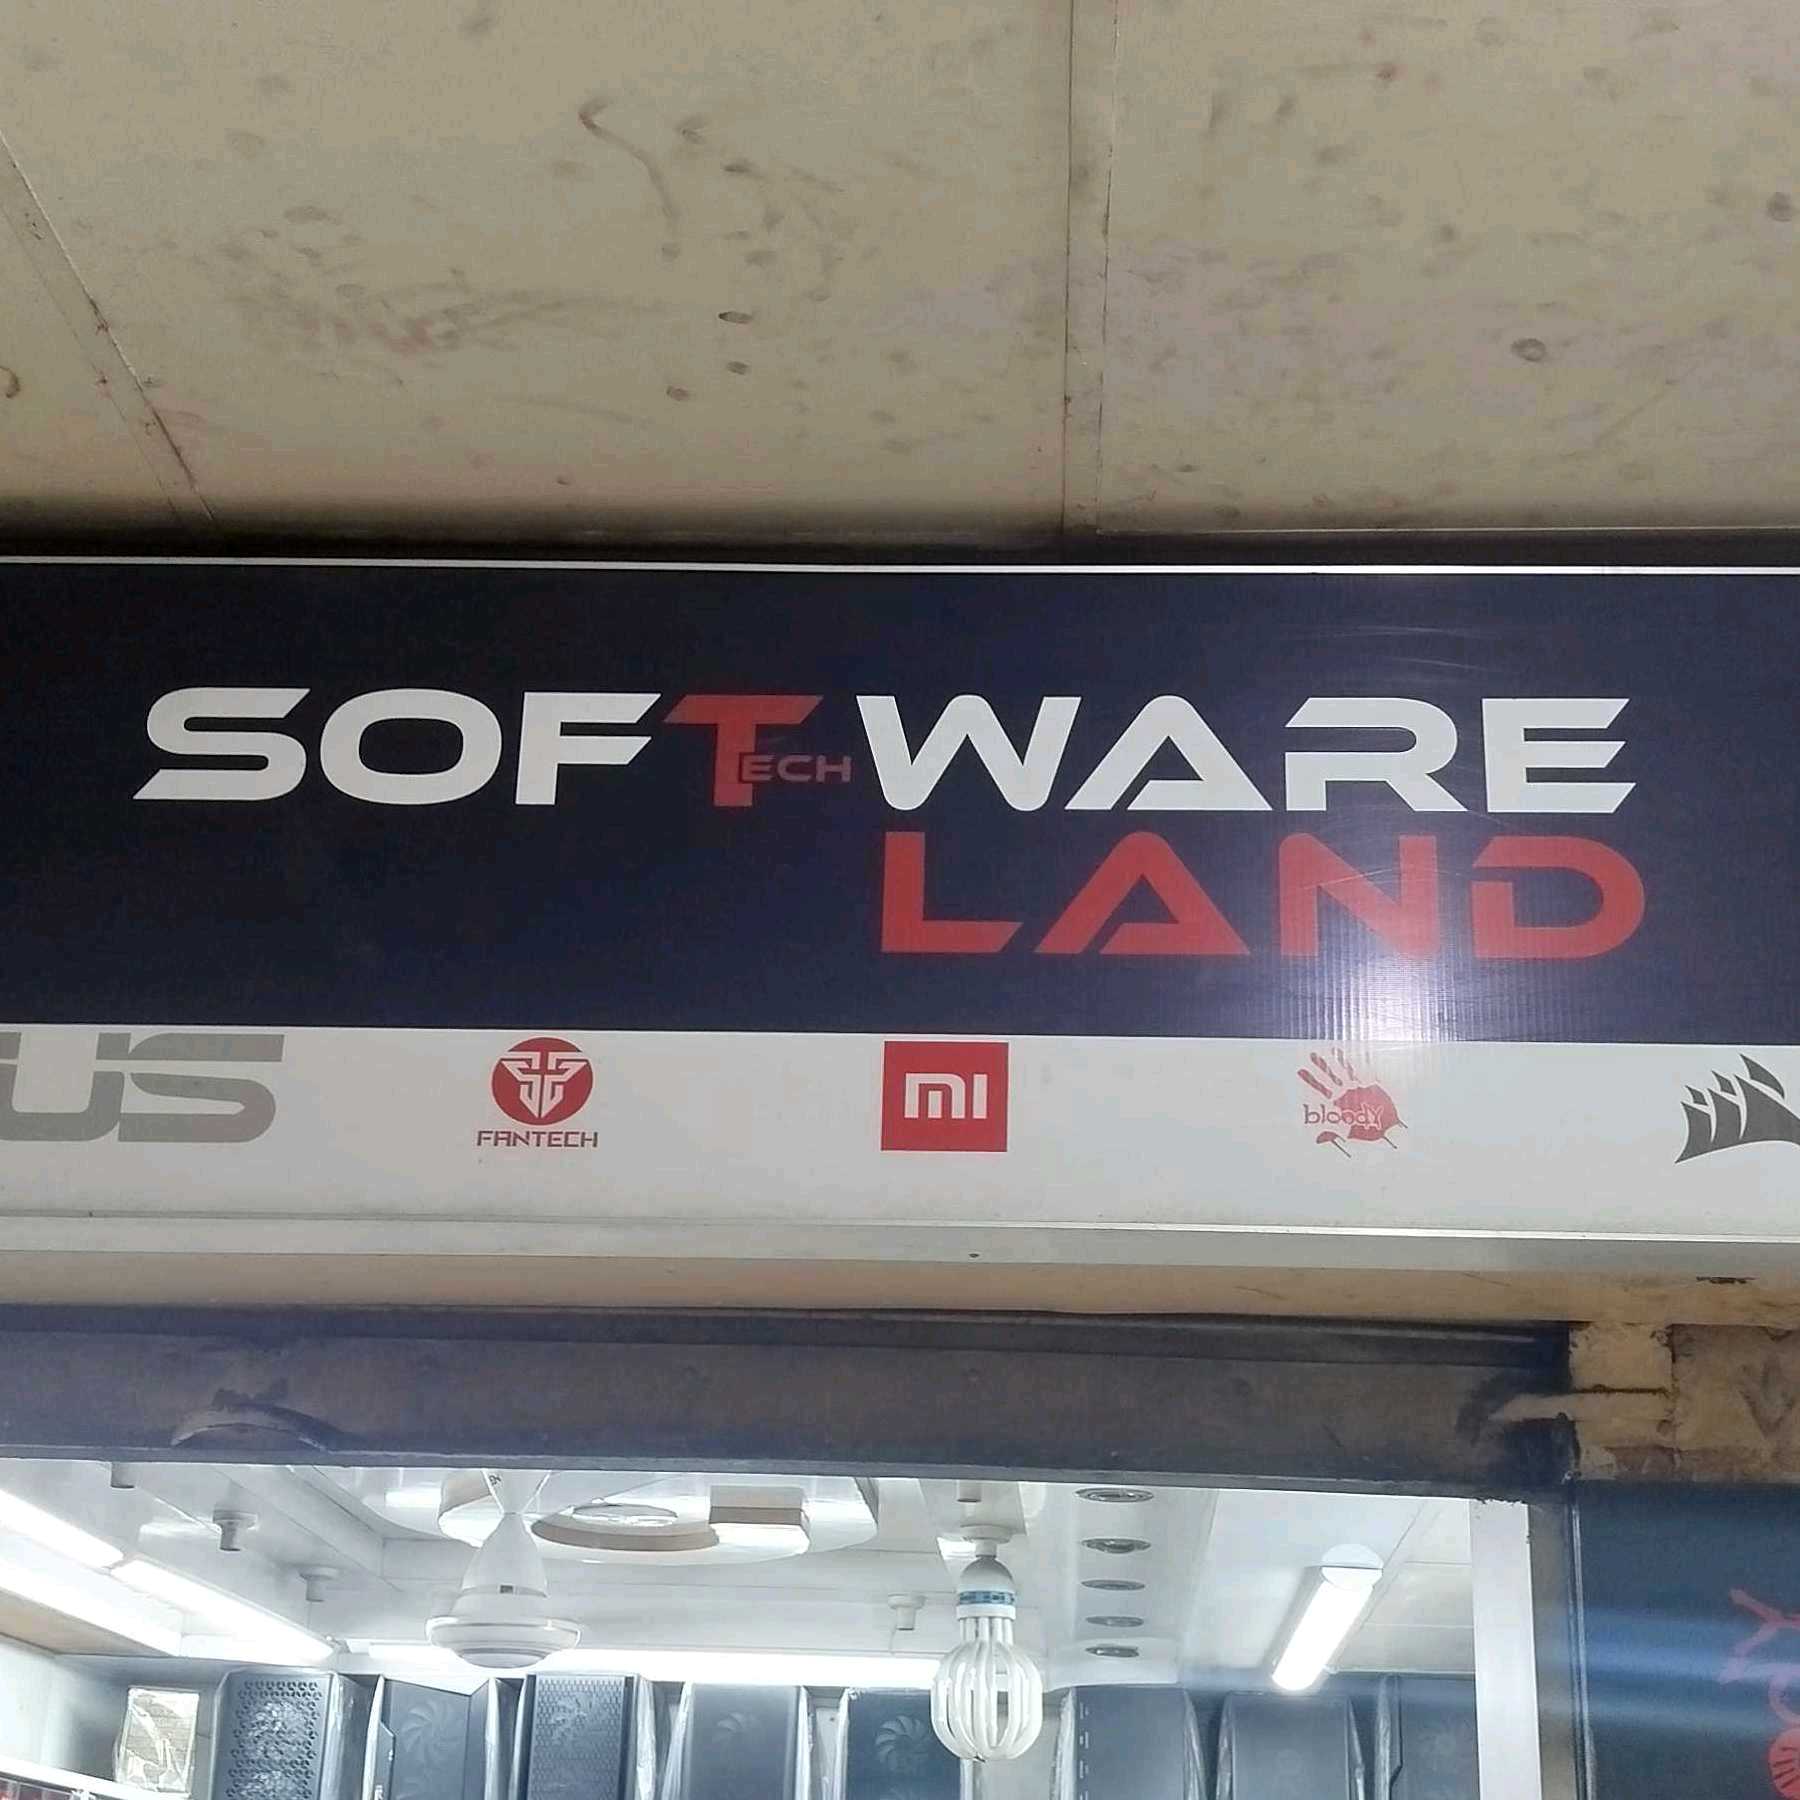 SOFTECHWARE
LAND
US
FANTECH
mi
bloody